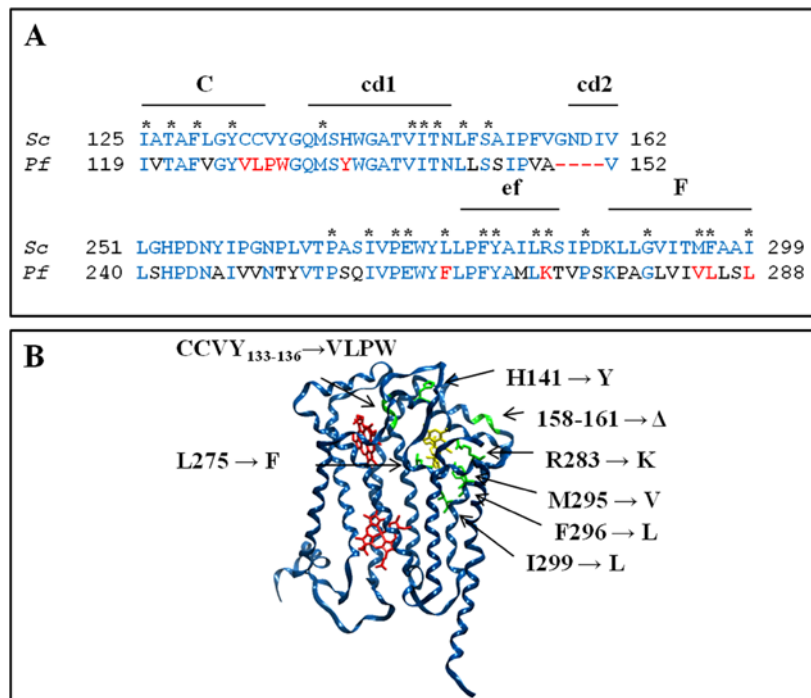 A
C cd1 cd2
* * * * * *** * *
Sc 125 IATAFLGYCCVYGQMSHWGATVITNLFSAIPFVGNDIV 162
Pf 119 IVTAFVGYVLPWGQMSYWGATVITNLLSSIPVA----V 152
ef F
* * ** * ** ** * * ** *
Sc 251 LGHPDNYIPGNPLVTPASIVPEWYLLPFYAILRSIPDKLLGVITMFAAI 299
Pf 240 LSHPDNAIVVNTYVTPSQIVPEWYFLPFYAMLKTVPSKPAGLVIVLLSL 288
B
CCVY133-136→VLPW
H141 → Y
158-161→ Δ
L275 → F
R283 → K
M295 → V
F296 → L
I299 → L